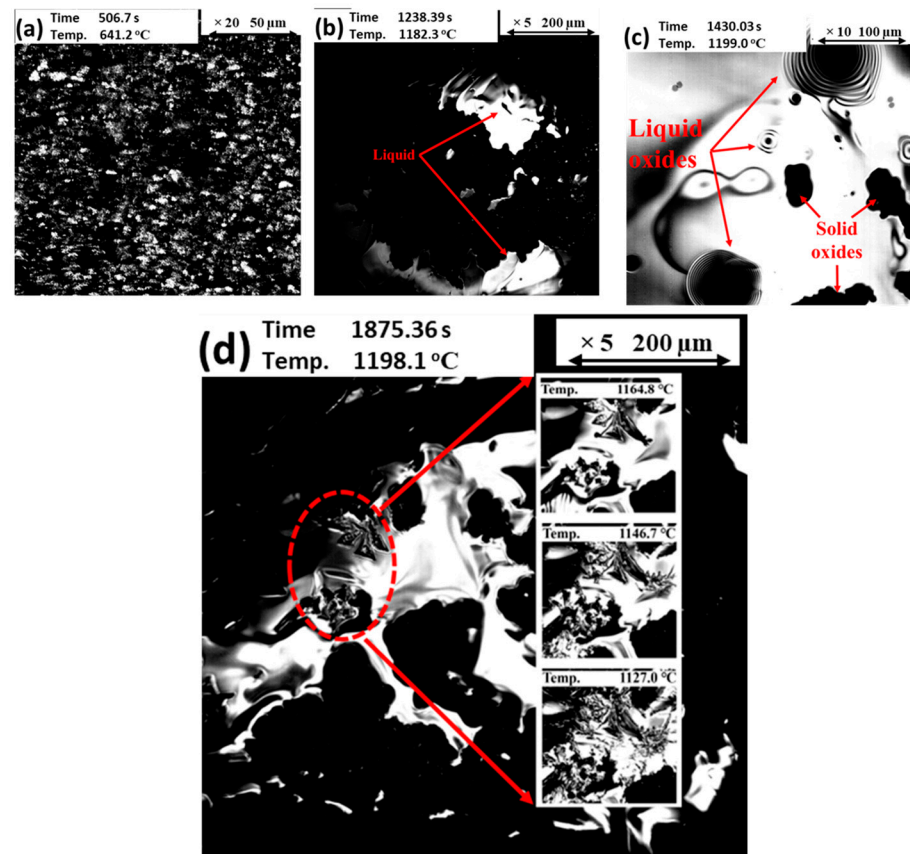 (a)
Time 506.7 s
Temp. 641.2 °C
× 20 50 µm
(b)
Time 1238.39 s
Temp. 1182.3 °C
× 5 200 µm
Liquid
(c)
Time 1430.03 s
Temp. 1199.0 °C
× 10 100 µm
Liquid
oxides
Solid
oxides
(d)
Time 1875.36 s
Temp. 1198.1 °C
× 5 200 µm
Temp. 1164.8 °C
Temp. 1146.7 °C
Temp. 1127.0 °C